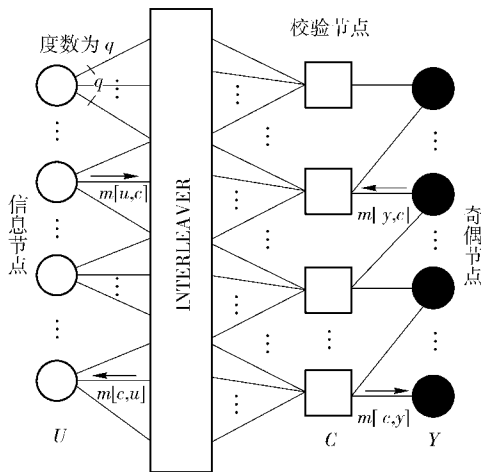 度数为 q
校验节点
q
m[u,c]
m[y,c]
信息节点
INTERLEAVER
奇偶节点
m[c,u]
m[c,y]
U
C
Y